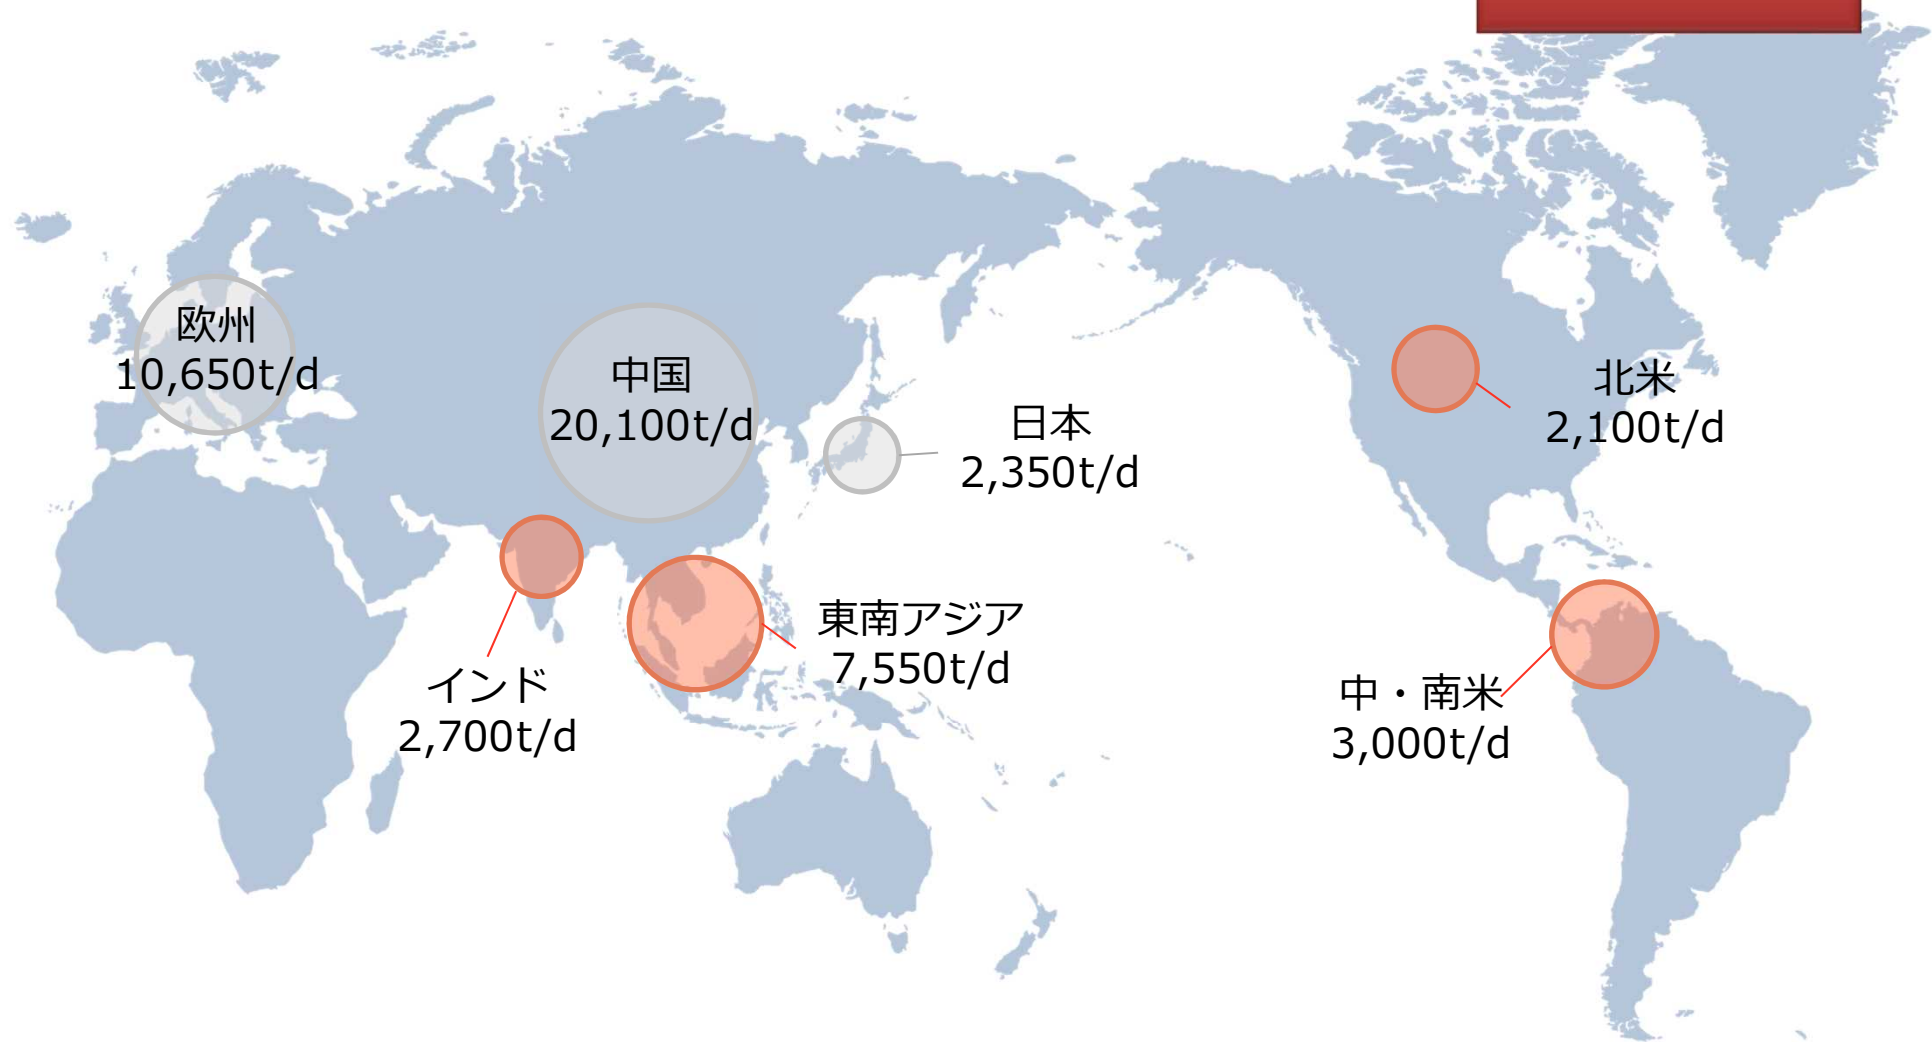 欧州
10,650t/d
中国
20,100t/d
日本
2,350t/d
北米
2,100t/d
インド
2,700t/d
東南アジア
7,550t/d
中・南米
3,000t/d